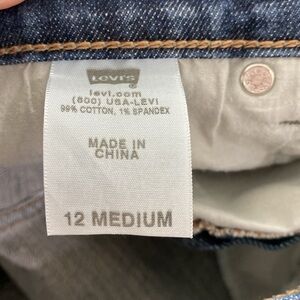 Levi's
levi.com
(800) USA-LEVI
99% COTTON, 1% SPANDEX
MADE IN
CHINA
12 MEDIUM